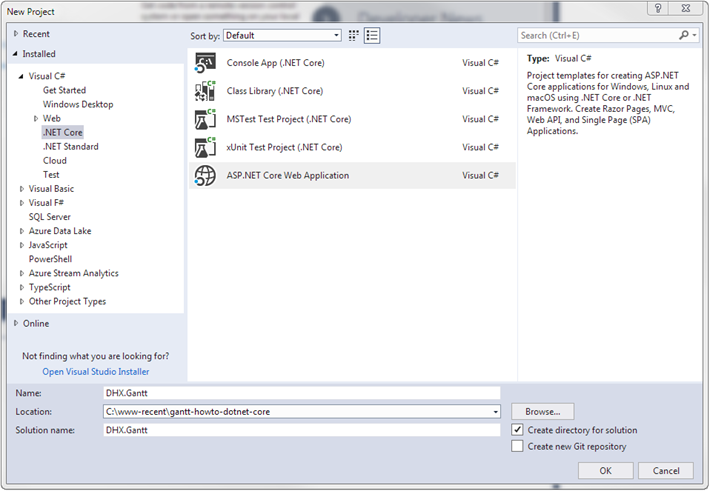 New Project
Recent
Installed
Visual C#
Get Started
Windows Desktop
Web
.NET Core
.NET Standard
Cloud
Test
Visual Basic
Visual F#
SQL Server
Azure Data Lake
JavaScript
PowerShell
Azure Stream Analytics
TypeScript
Other Project Types
Online
Not finding what you are looking for?
Open Visual Studio Installer
Sort by: Default
Console App (.NET Core) Visual C#
Class Library (.NET Core) Visual C#
MSTest Test Project (.NET Core) Visual C#
xUnit Test Project (.NET Core) Visual C#
ASP.NET Core Web Application Visual C#
Search (Ctrl+E)
Type: Visual C#
Project templates for creating ASP.NET
Core applications for Windows, Linux and
macOS using .NET Core or .NET
Framework. Create Razor Pages, MVC,
Web API, and Single Page (SPA)
Applications.
Name: DHX.Gantt
Location: C:\www-recent\gantt-howto-dotnet-core
Browse...
Solution name: DHX.Gantt
Create directory for solution
Create new Git repository
OK
Cancel